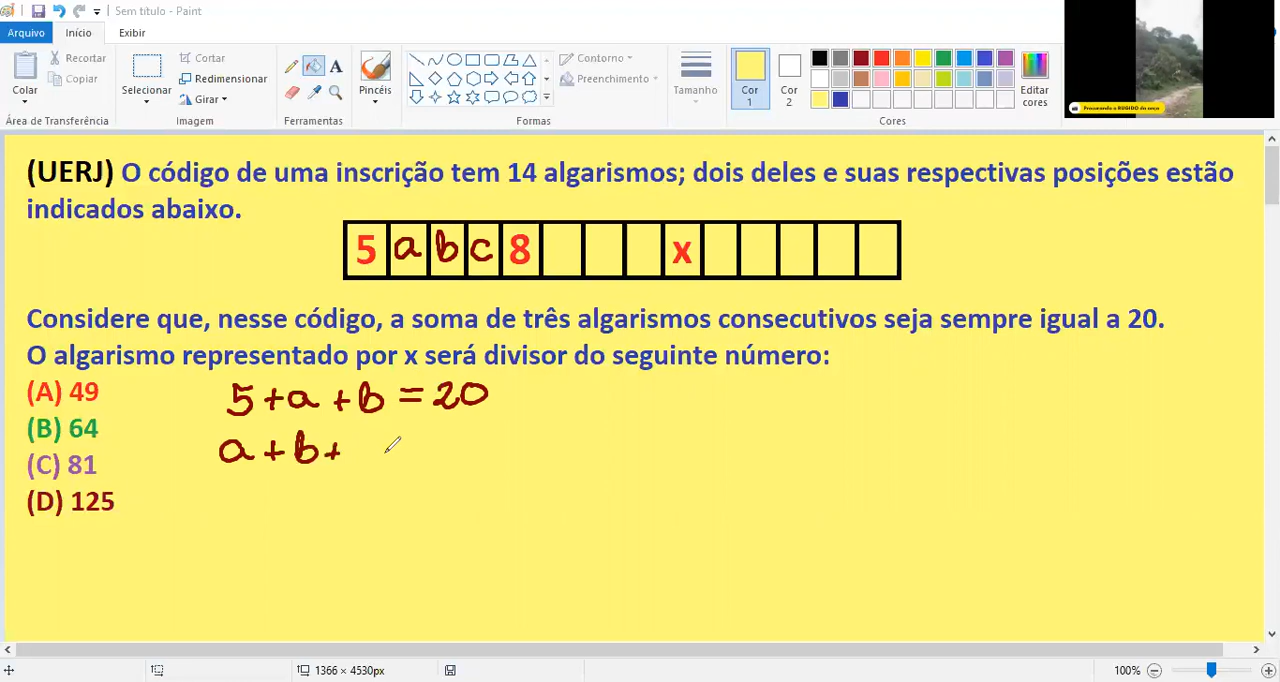 Sem título - Paint
Arquivo Início Exibir
Colar
Recortar
Copiar
Área de Transferência
Selecionar
Cortar
Redimensionar
Girar
Imagem
A
Ferramentas
Pincéis
Contorno
Preenchimento
Formas
Tamanho
Cor 1
Cor 2
Editar cores
Cores
(UERJ) O código de uma inscrição tem 14 algarismos; dois deles e suas respectivas posições estão
indicados abaixo.
5 a b c 8 x
Considere que, nesse código, a soma de três algarismos consecutivos seja sempre igual a 20.
O algarismo representado por x será divisor do seguinte número:
(A) 49
5 + a + b = 20
(B) 64
a + b +
(C) 81
(D) 125
1366 × 4530px
100%